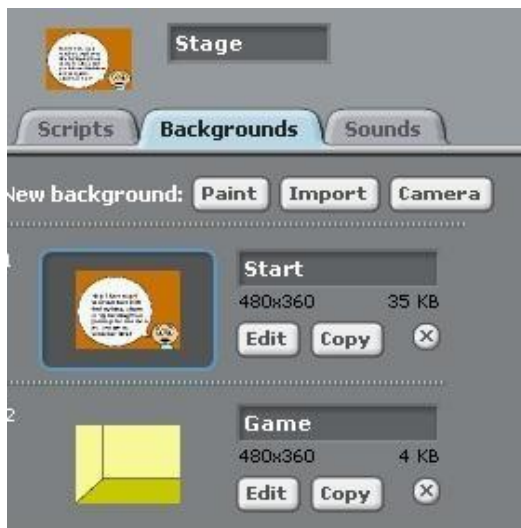 Stage
Scripts Backgrounds Sounds
New background: Paint Import Camera
1
Start
480x360 35 KB
Edit Copy
2
Game
480x360 4 KB
Edit Copy